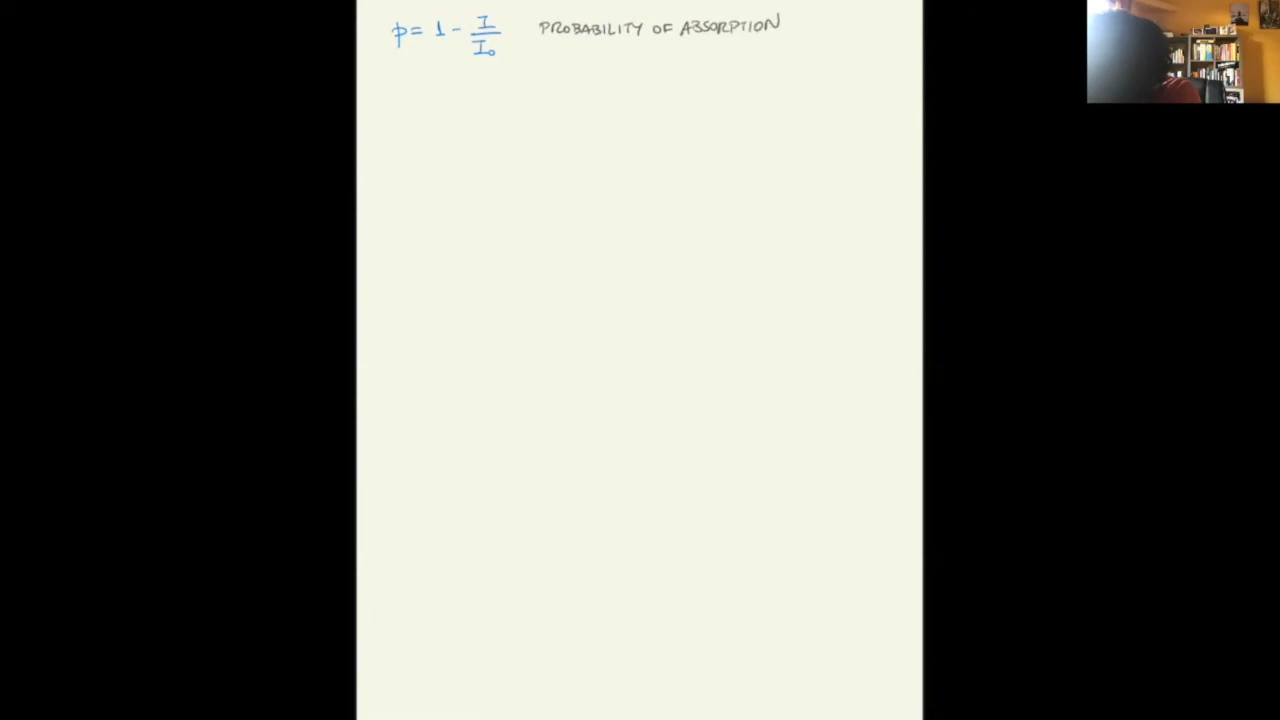 p = 1 - I/I₀ PROBABILITY OF ABSORPTION